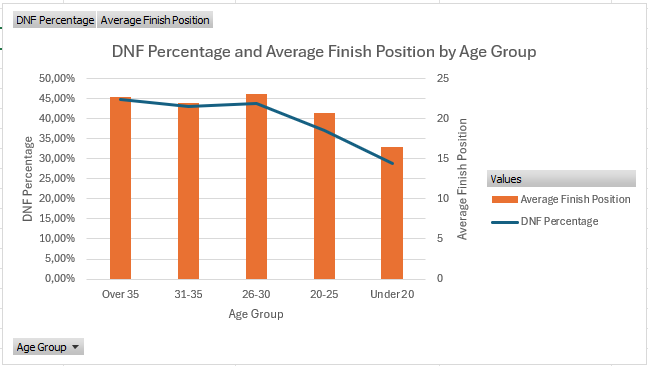 DNF Percentage Average Finish Position
DNF Percentage and Average Finish Position by Age Group
50,00%
45,00%
40,00%
35,00%
30,00%
25,00%
20,00%
15,00%
10,00%
5,00%
0,00%
DNF Percentage
25
20
15
10
5
0
Average Finish Position
Over 35 31-35 26-30 20-25 Under 20
Age Group
Values
Average Finish Position
DNF Percentage
Age Group